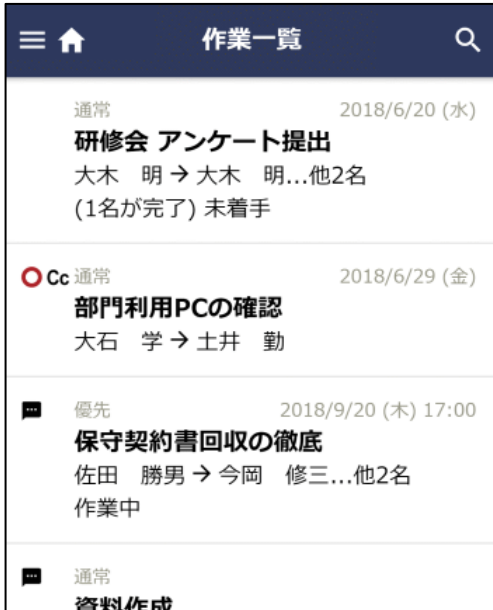 作業一覧
通常 2018/6/20 (水)
研修会 アンケート提出
大木　明 → 大木　明...他2名
(1名が完了) 未着手
Cc 通常 2018/6/29 (金)
部門利用PCの確認
大石　学 → 土井　勤
優先 2018/9/20 (木) 17:00
保守契約書回収の徹底
佐田　勝男 → 今岡　修三...他2名
作業中
通常
資料作成